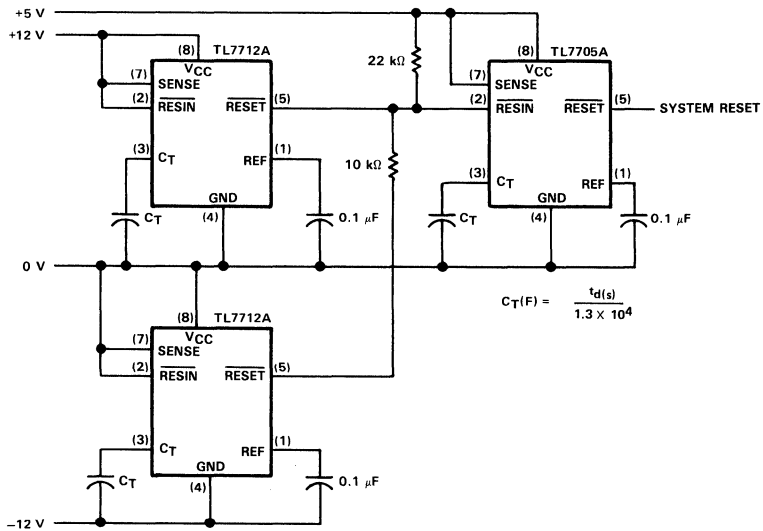 +5 V
+12 V
(8) TL7712A
VCC
(7) SENSE
(2) RESIN RESET (5)
(3) CT REF (1)
GND
(4)
CT
0.1 µF
22 kΩ
10 kΩ
(8) TL7705A
VCC
(7) SENSE
(2) RESIN RESET (5) SYSTEM RESET
(3) CT REF (1)
GND
(4)
CT
0.1 µF
0 V
CT(F) = td(s) / 1.3 × 10⁴
(8) TL7712A
VCC
(7) SENSE
(2) RESIN RESET (5)
(3) CT REF (1)
GND
(4)
CT
0.1 µF
−12 V